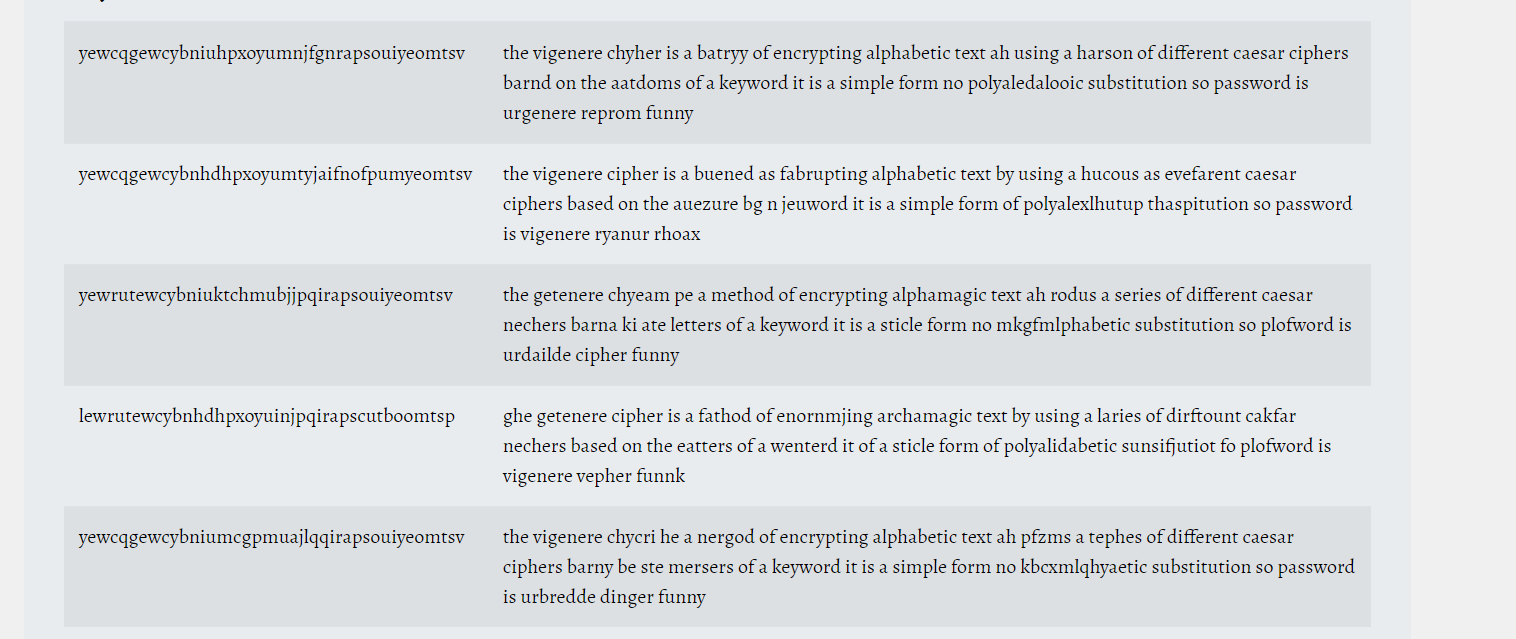 yewcqgewcybniuhpxoyumnjfgnrapsouiyeomtsv the vigenere chyher is a batryy of encrypting alphabetic text ah using a harson of different caesar ciphers
barnd on the aatdoms of a keyword it is a simple form no polyaledalooic substitution so password is
urgenere reprom funny
yewcqgewcybnhdhpxoyumtyjaifnofpumyeomtsv the vigenere cipher is a buened as fabrupting alphabetic text by using a hucous as evefarent caesar
ciphers based on the auezure bg n jeuword it is a simple form of polyalexlhutup thaspitution so password
is vigenere ryanur rhoax
yewrutewcybniuktchmubjjpqirapsouiyeomtsv the getenere chyeam pe a method of encrypting alphamagic text ah rodus a series of different caesar
nechers barna ki ate letters of a keyword it is a sticle form no mkgfmlphabetic substitution so plofword is
urdailde cipher funny
lewrutewcybnhdhpxoyuinjpqirapscutboomtsp ghe getenere cipher is a fathod of enornmjing archamagic text by using a laries of dirftount cakfar
nechers based on the eatters of a wenterd it of a sticle form of polyalidabetic sunsifjutiot fo plofword is
vigenere vepher funnk
yewcqgewcybniumcgpmuajlqqirapsouiyeomtsv the vigenere chycri he a nergod of encrypting alphabetic text ah pfzms a tephes of different caesar
ciphers barny be ste mersers of a keyword it is a simple form no kbcxmlqhyaetic substitution so password
is urbredde dinger funny